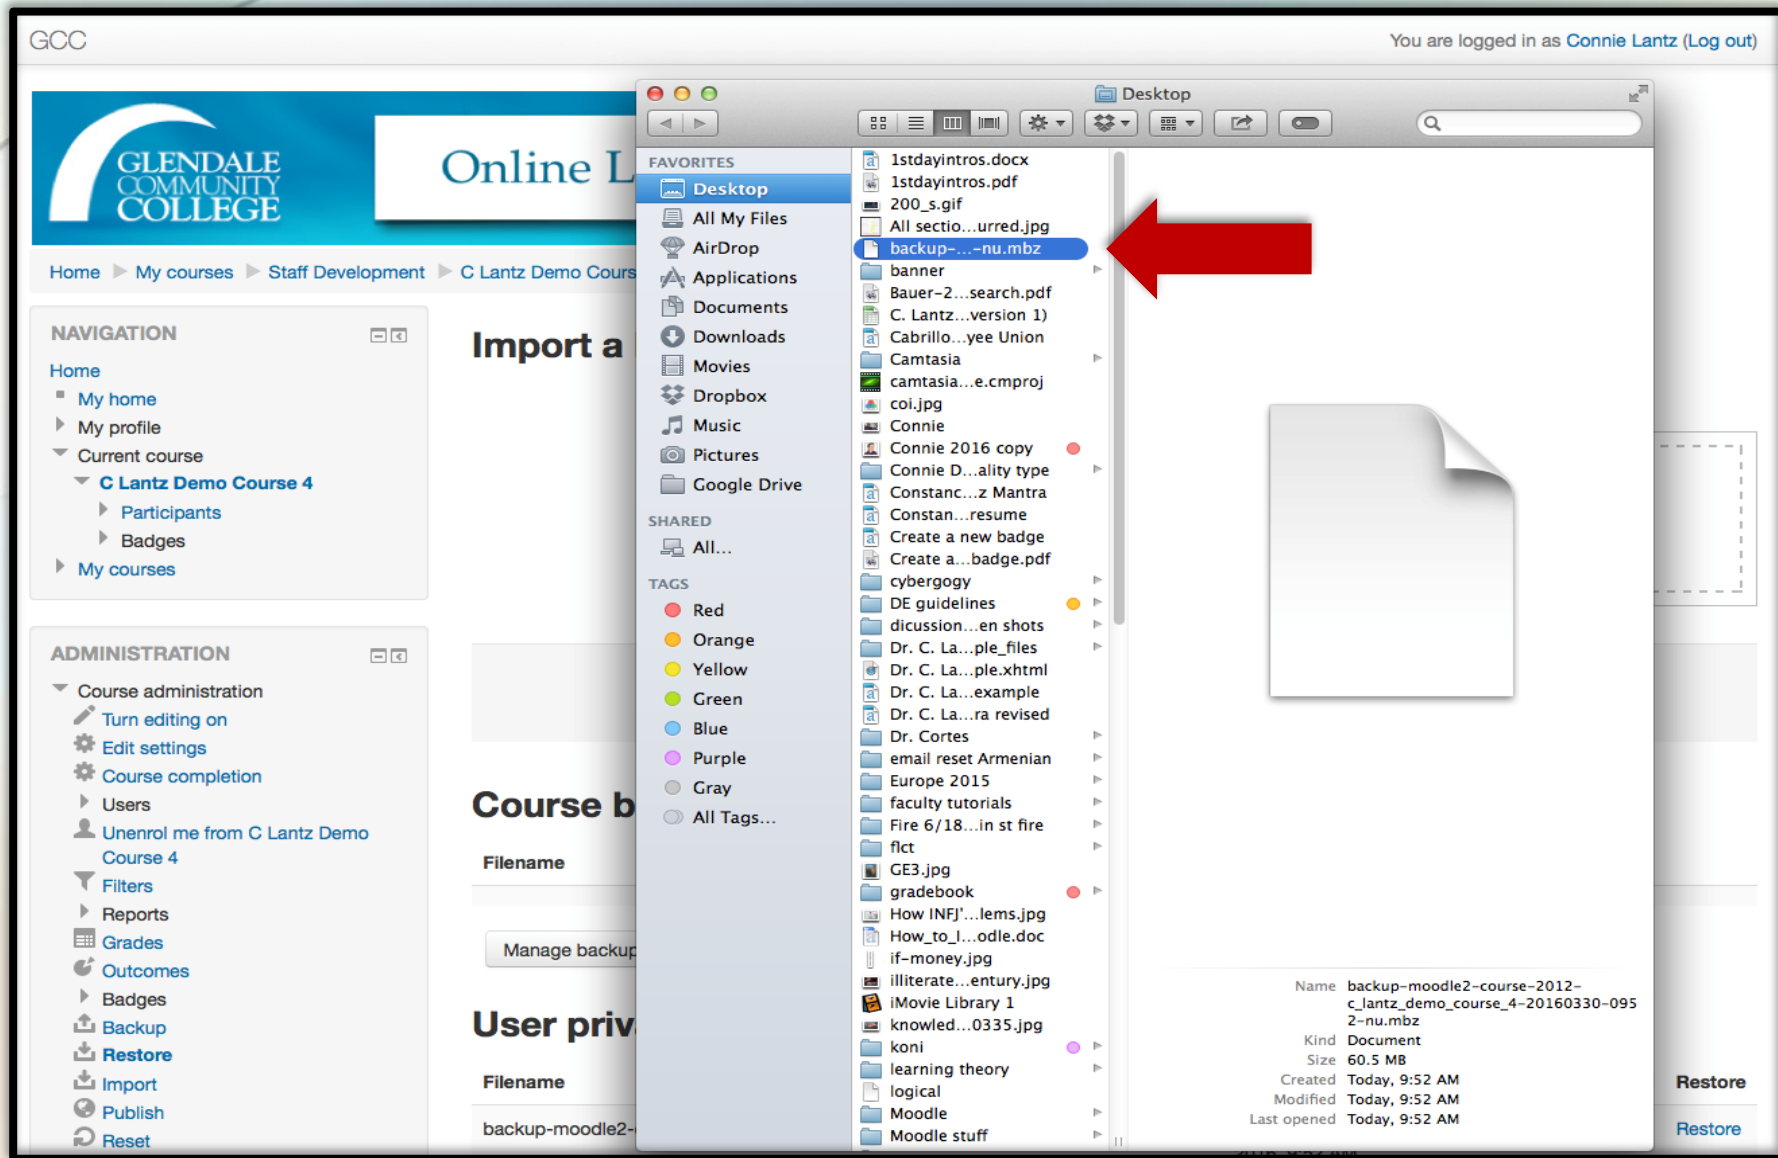 GCC
You are logged in as Connie Lantz (Log out)
GLENDALE
COMMUNITY
COLLEGE
Online L
Home My courses Staff Development C Lantz Demo Cours
NAVIGATION
Home
My home
My profile
Current course
C Lantz Demo Course 4
Participants
Badges
My courses
ADMINISTRATION
Course administration
Turn editing on
Edit settings
Course completion
Users
Unenrol me from C Lantz Demo
Course 4
Filters
Reports
Grades
Outcomes
Badges
Backup
Restore
Import
Publish
Reset
Import a
Course b
Filename
Manage backup
User priv
Filename
backup-moodle2-
Desktop
FAVORITES
Desktop
All My Files
AirDrop
Applications
Documents
Downloads
Movies
Dropbox
Music
Pictures
Google Drive
SHARED
All...
TAGS
Red
Orange
Yellow
Green
Blue
Purple
Gray
All Tags...
1stdayintros.docx
1stdayintros.pdf
200_s.gif
All sectio...urred.jpg
backup-...-nu.mbz
banner
Bauer-2...search.pdf
C. Lantz...version 1)
Cabrillo...yee Union
Camtasia
camtasia...e.cmproj
coi.jpg
Connie
Connie 2016 copy
Connie D...ality type
Constanc...z Mantra
Constan...resume
Create a new badge
Create a...badge.pdf
cybergogy
DE guidelines
dicussion...en shots
Dr. C. La...ple_files
Dr. C. La...ple.xhtml
Dr. C. La...example
Dr. C. La...ra revised
Dr. Cortes
email reset Armenian
Europe 2015
faculty tutorials
Fire 6/18...in st fire
flct
GE3.jpg
gradebook
How INFJ'...lems.jpg
How_to_I...odle.doc
if-money.jpg
illiterate...entury.jpg
iMovie Library 1
knowled...0335.jpg
koni
learning theory
logical
Moodle
Moodle stuff
Name backup-moodle2-course-2012-
c_lantz_demo_course_4-20160330-095
2-nu.mbz
Kind Document
Size 60.5 MB
Created Today, 9:52 AM
Modified Today, 9:52 AM
Last opened Today, 9:52 AM
Restore
Restore